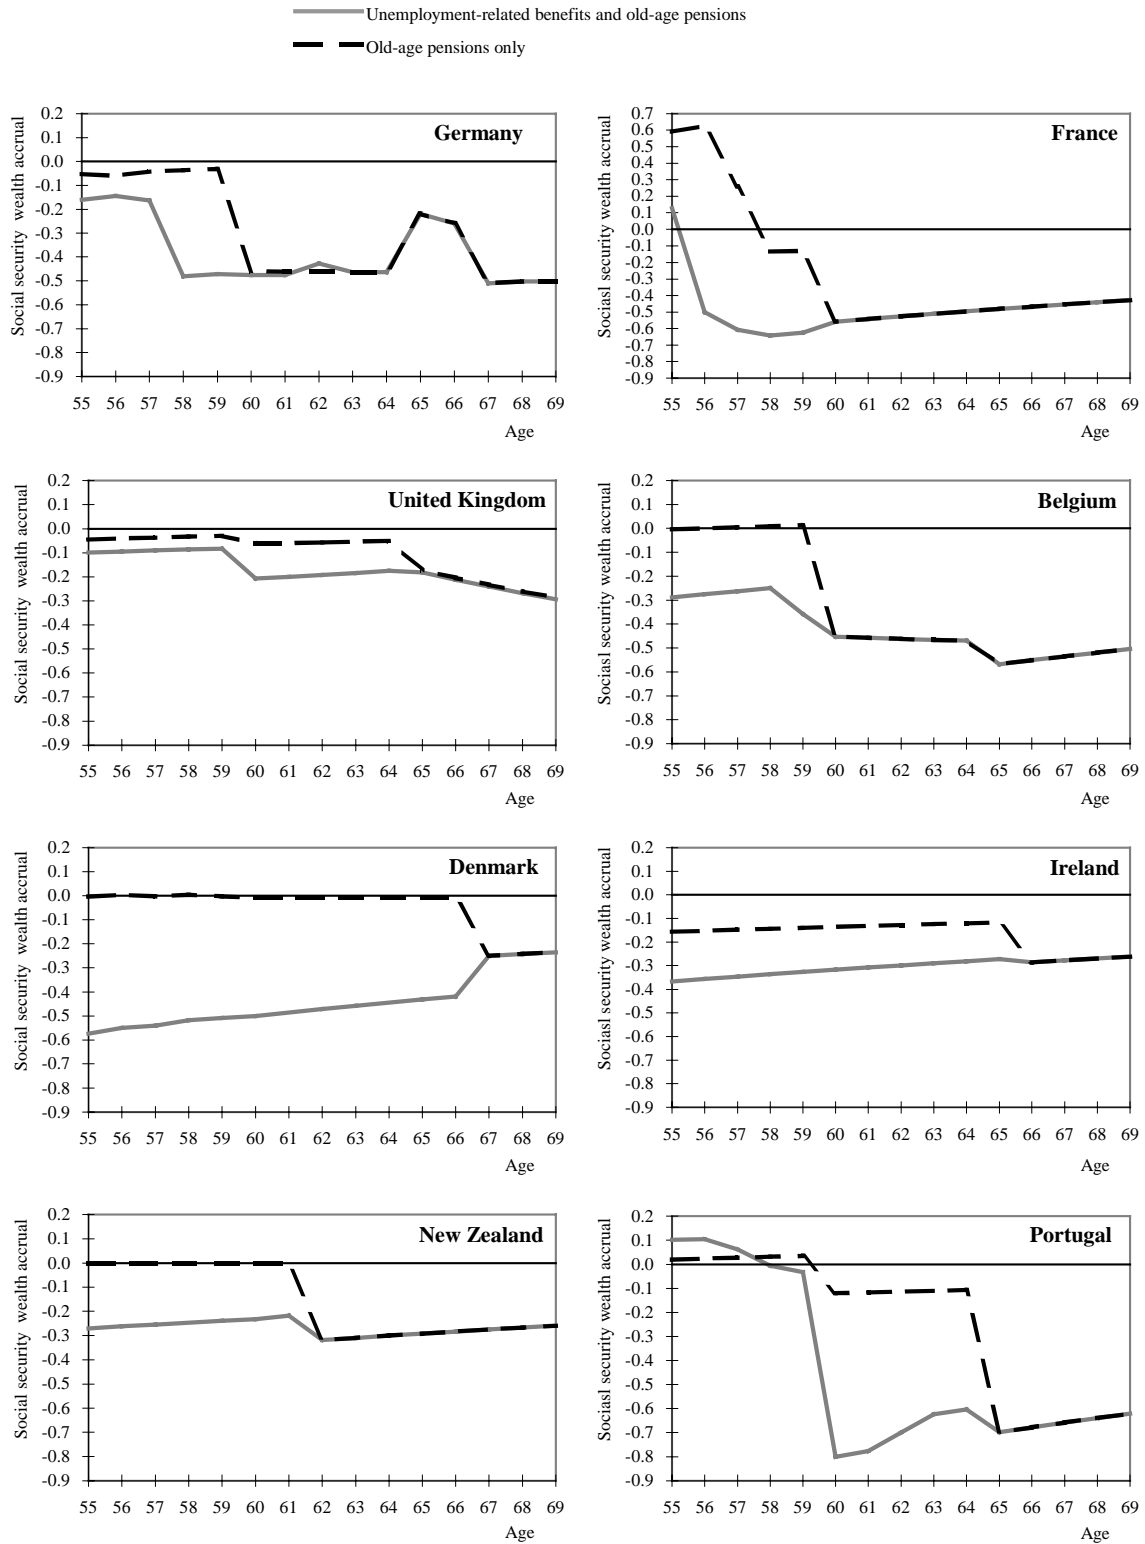 Unemployment-related benefits and old-age pensions
Old-age pensions only
Germany
Social security wealth accrual
0.2
0.1
0.0
-0.1
-0.2
-0.3
-0.4
-0.5
-0.6
-0.7
-0.8
-0.9
55 56 57 58 59 60 61 62 63 64 65 66 67 68 69
Age
France
Sociasl security wealth accrual
0.7
0.6
0.5
0.4
0.3
0.2
0.1
0.0
-0.1
-0.2
-0.3
-0.4
-0.5
-0.6
-0.7
-0.8
-0.9
55 56 57 58 59 60 61 62 63 64 65 66 67 68 69
Age
United Kingdom
Social security wealth accrual
0.2
0.1
0.0
-0.1
-0.2
-0.3
-0.4
-0.5
-0.6
-0.7
-0.8
-0.9
55 56 57 58 59 60 61 62 63 64 65 66 67 68 69
Age
Belgium
Sociasl security wealth accrual
0.2
0.1
0.0
-0.1
-0.2
-0.3
-0.4
-0.5
-0.6
-0.7
-0.8
-0.9
55 56 57 58 59 60 61 62 63 64 65 66 67 68 69
Age
Denmark
Social security wealth accrual
0.2
0.1
0.0
-0.1
-0.2
-0.3
-0.4
-0.5
-0.6
-0.7
-0.8
-0.9
55 56 57 58 59 60 61 62 63 64 65 66 67 68 69
Age
Ireland
Sociasl security wealth accrual
0.2
0.1
0.0
-0.1
-0.2
-0.3
-0.4
-0.5
-0.6
-0.7
-0.8
-0.9
55 56 57 58 59 60 61 62 63 64 65 66 67 68 69
Age
New Zealand
Social security wealth accrual
0.2
0.1
0.0
-0.1
-0.2
-0.3
-0.4
-0.5
-0.6
-0.7
-0.8
-0.9
55 56 57 58 59 60 61 62 63 64 65 66 67 68 69
Age
Portugal
Sociasl security wealth accrual
0.2
0.1
0.0
-0.1
-0.2
-0.3
-0.4
-0.5
-0.6
-0.7
-0.8
-0.9
55 56 57 58 59 60 61 62 63 64 65 66 67 68 69
Age